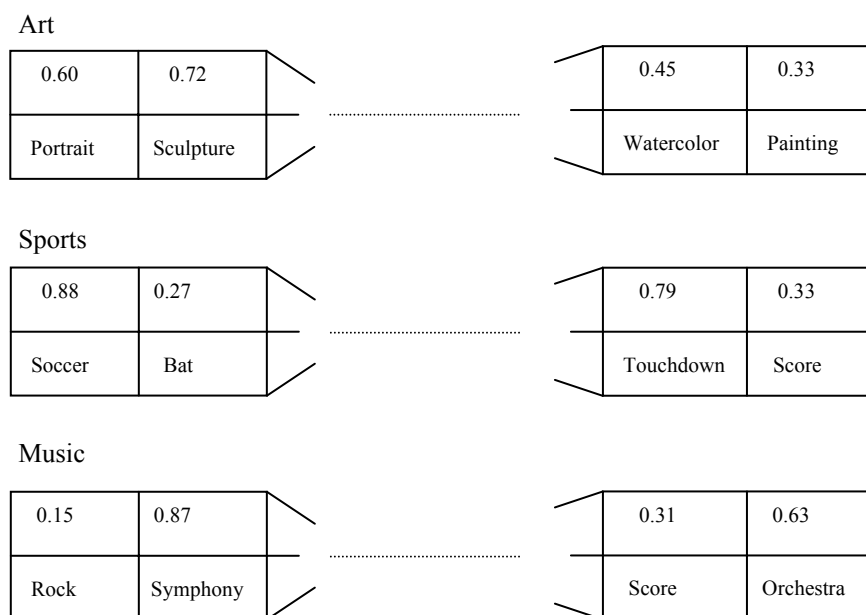 Art
0.60 0.72 0.45 0.33
Portrait Sculpture Watercolor Painting
Sports
0.88 0.27 0.79 0.33
Soccer Bat Touchdown Score
Music
0.15 0.87 0.31 0.63
Rock Symphony Score Orchestra